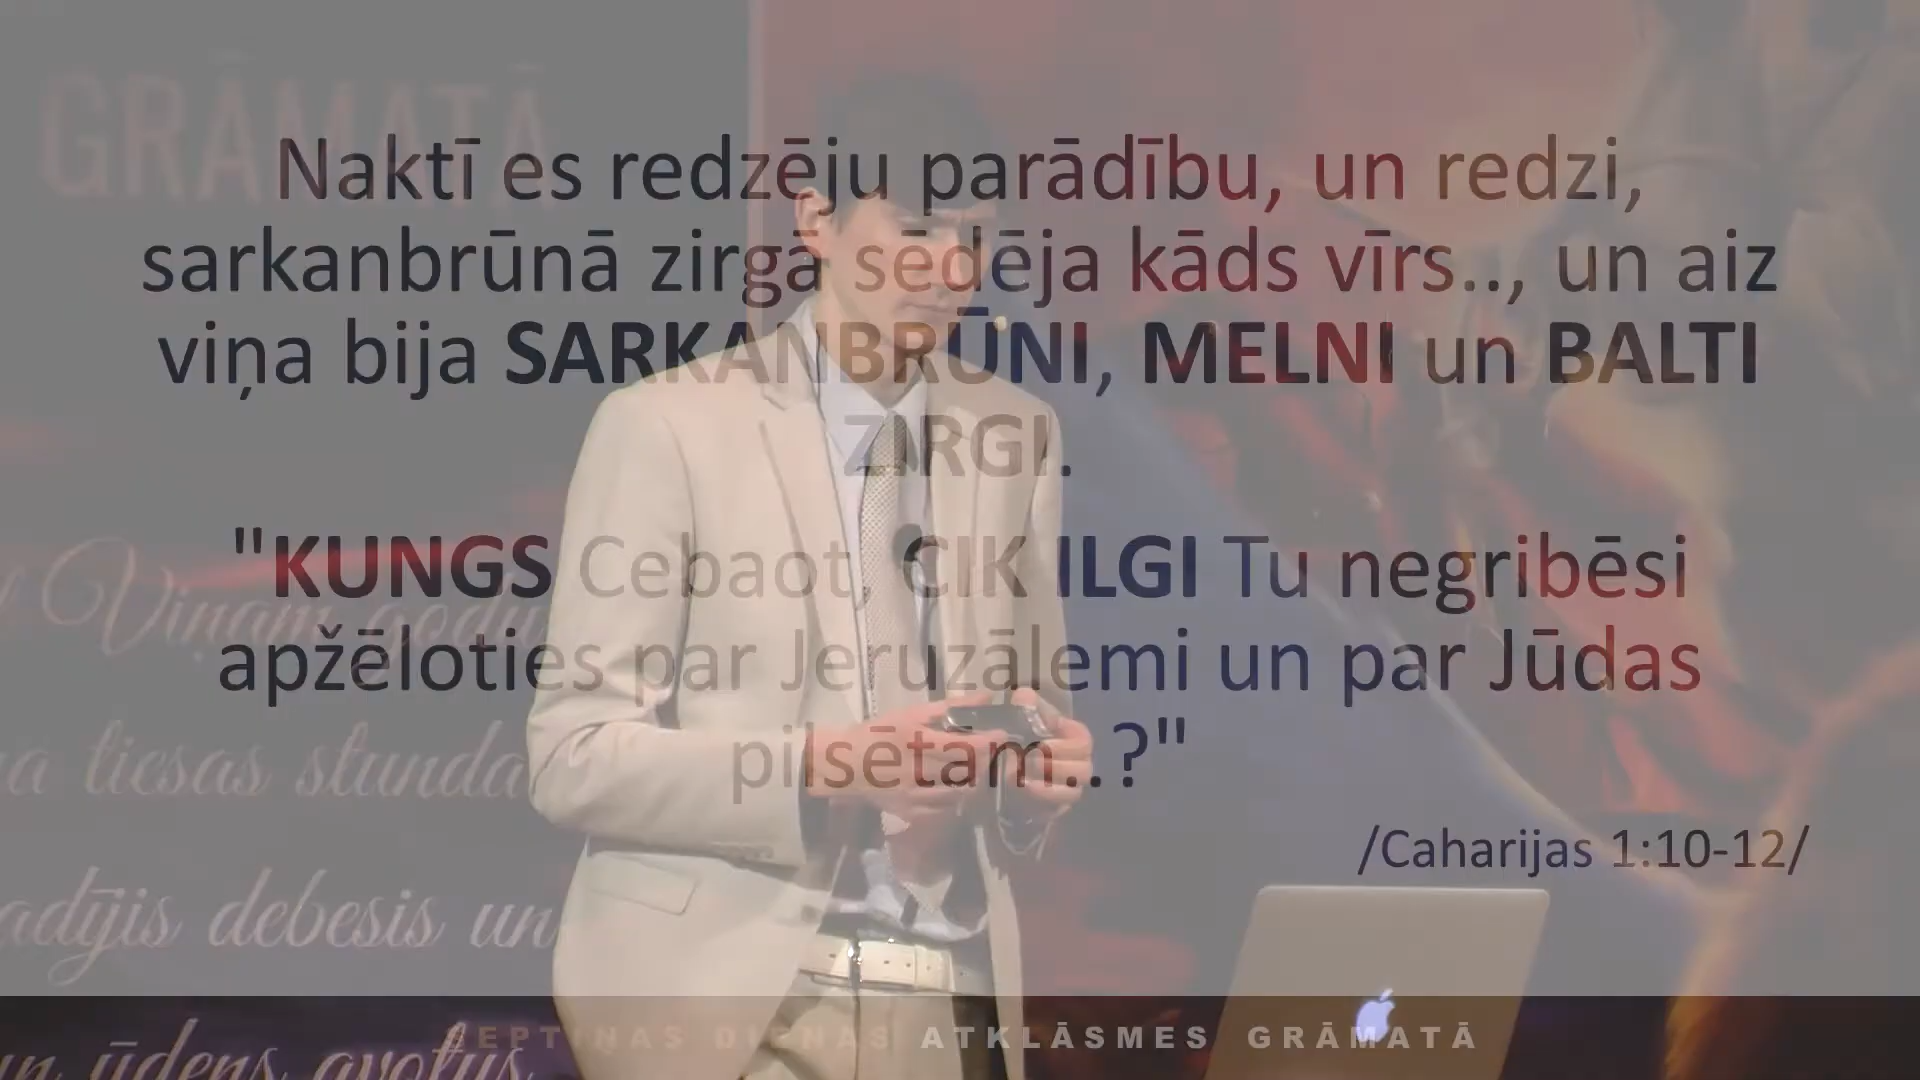 GRĀMATĀ
Naktī es redzēju parādību, un redzi,
sarkanbrūnā zirgā sēdēja kāds vīrs.., un aiz
viņa bija SARKANBRŪNI, MELNI un BALTI
ZIRGI.
"KUNGS Cebaot, CIK ILGI Tu negribēsi
apžēloties par Jeruzālemi un par Jūdas
pilsētām..?"
/Caharijas 1:10-12/
Viņam godu
tiesas stunda
debesis un
un ūdens avotus
SEPTIŅAS DIENAS ATKLĀSMES GRĀMATĀ